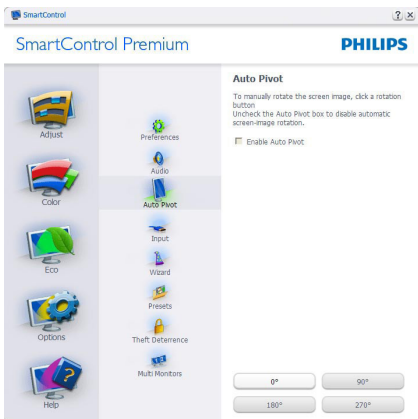 SmartControl
? ×
SmartControl Premium
PHILIPS
Adjust
Color
Eco
Options
Help
Preferences
Audio
Auto Pivot
Input
Wizard
Presets
Theft Deterrence
Multi Monitors
Auto Pivot
To manually rotate the screen image, click a rotation
button
Uncheck the Auto Pivot box to disable automatic
screen-image rotation.
Enable Auto Pivot
0°
90°
180°
270°